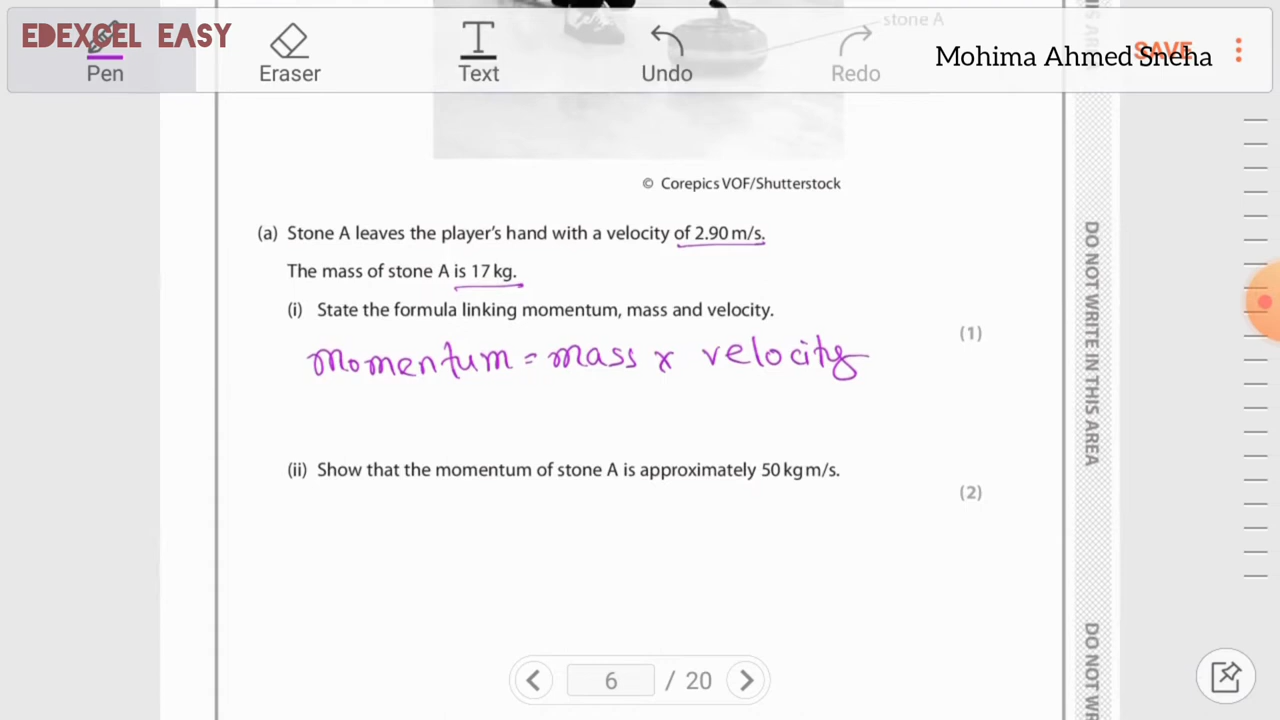 stone A
EDEXCEL EASY
Pen
Eraser
Text
Undo
Redo
SAVE
Mohima Ahmed Sneha
© Corepics VOF/Shutterstock
(a) Stone A leaves the player's hand with a velocity of 2.90 m/s.
The mass of stone A is 17 kg.
(i) State the formula linking momentum, mass and velocity.
(1)
momentum = mass x velocity
(ii) Show that the momentum of stone A is approximately 50 kg m/s.
(2)
DO NOT WRITE IN THIS AREA
6 / 20